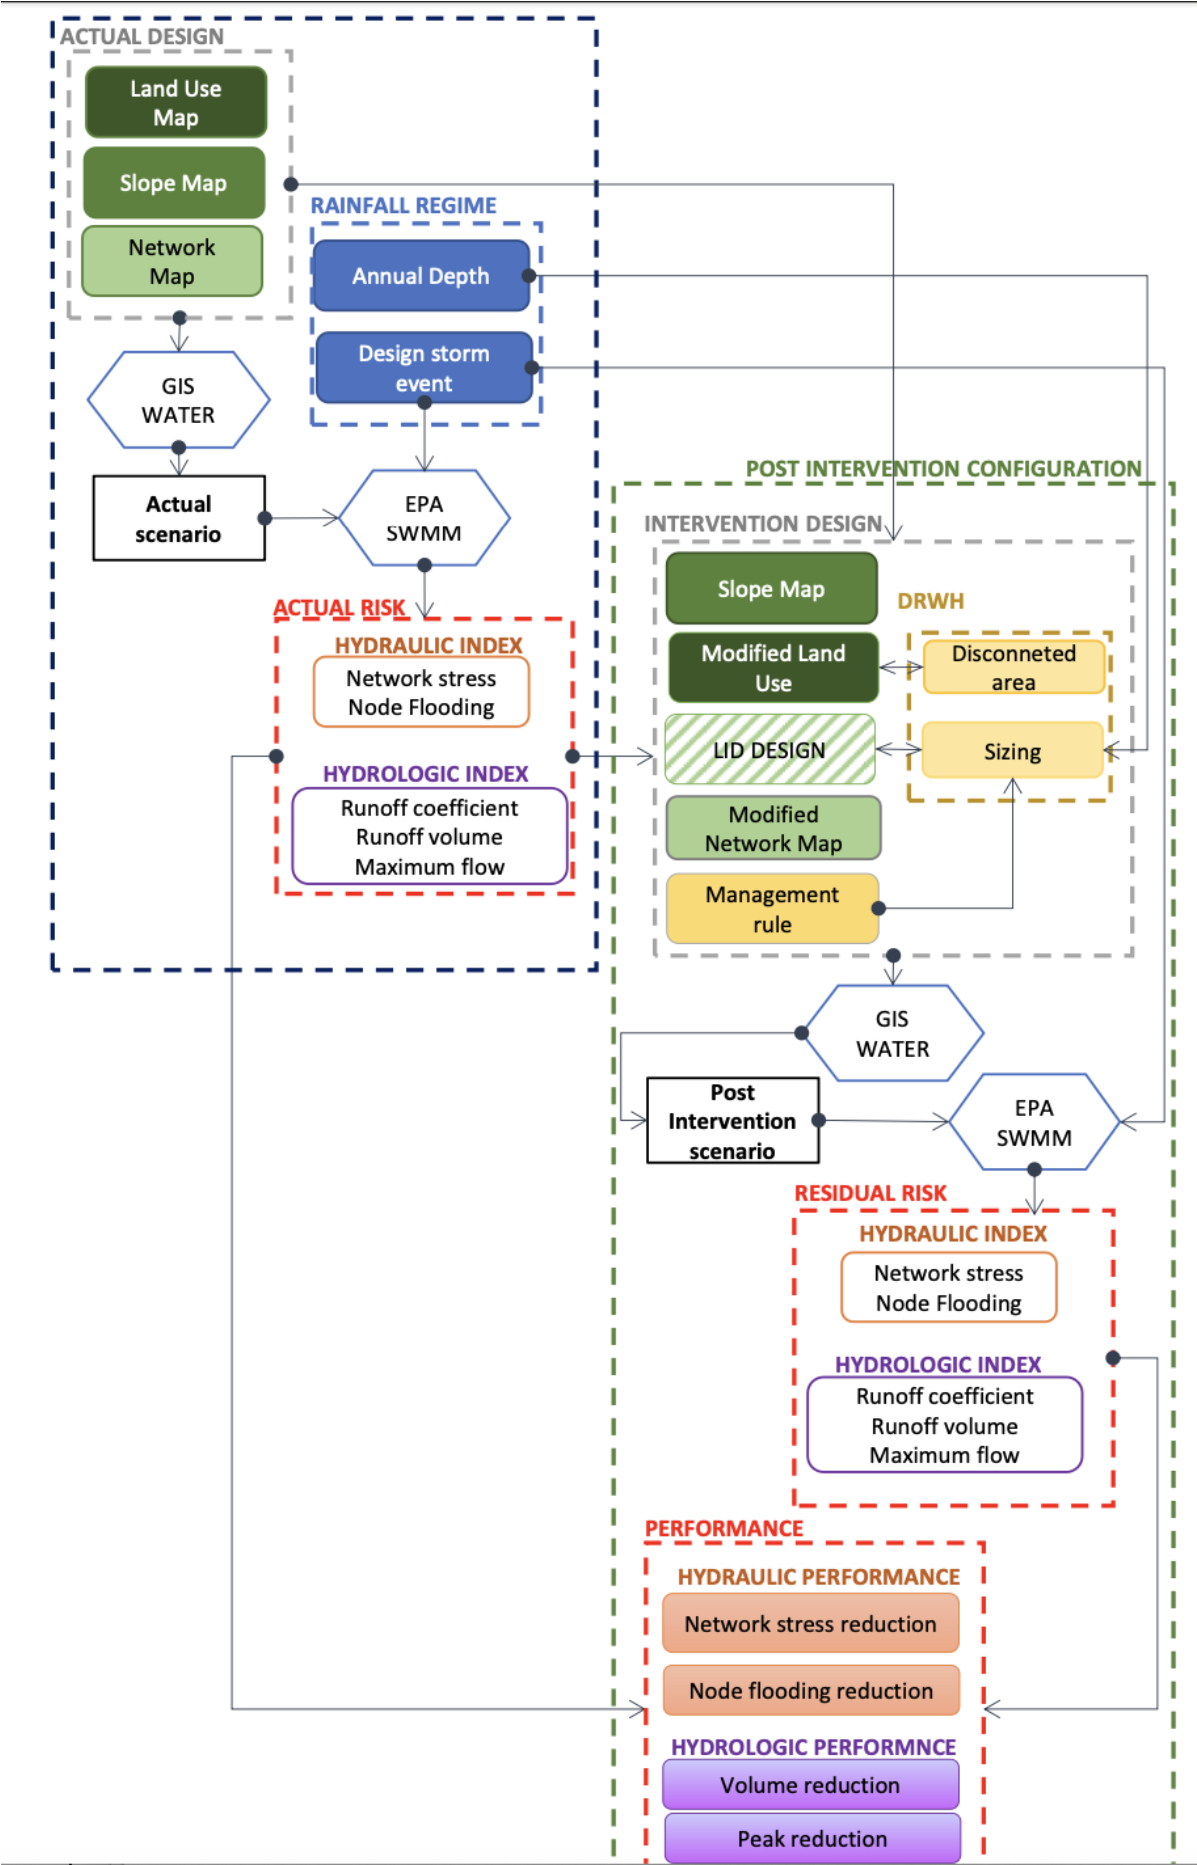 ACTUAL DESIGN
Land Use
Map
Slope Map
Network
Map
RAINFALL REGIME
Annual Depth
Design storm
event
GIS
WATER
Actual
scenario
EPA
SWMM
ACTUAL RISK
HYDRAULIC INDEX
Network stress
Node Flooding
HYDROLOGIC INDEX
Runoff coefficient
Runoff volume
Maximum flow
POST INTERVENTION CONFIGURATION
INTERVENTION DESIGN
Slope Map
DRWH
Modified Land
Use
Disconneted
area
LID DESIGN
Sizing
Modified
Network Map
Management
rule
GIS
WATER
Post
Intervention
scenario
EPA
SWMM
RESIDUAL RISK
HYDRAULIC INDEX
Network stress
Node Flooding
HYDROLOGIC INDEX
Runoff coefficient
Runoff volume
Maximum flow
PERFORMANCE
HYDRAULIC PERFORMANCE
Network stress reduction
Node flooding reduction
HYDROLOGIC PERFORMNCE
Volume reduction
Peak reduction